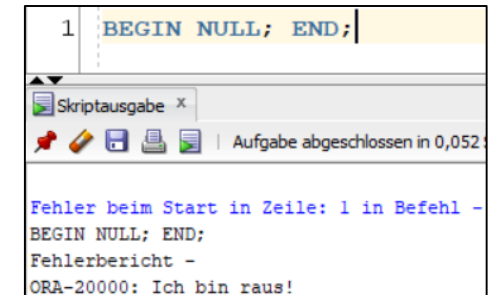 1 BEGIN NULL; END;
Skriptausgabe x
Aufgabe abgeschlossen in 0,052
Fehler beim Start in Zeile: 1 in Befehl -
BEGIN NULL; END;
Fehlerbericht -
ORA-20000: Ich bin raus!